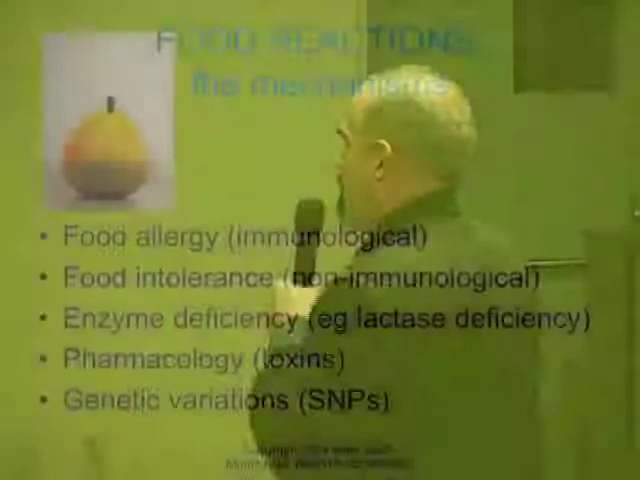 FOOD REACTIONS
the mechanisms
• Food allergy (immunological)
• Food intolerance (non-immunological)
• Enzyme deficiency (eg lactase deficiency)
• Pharmacology (toxins)
• Genetic variations (SNPs)